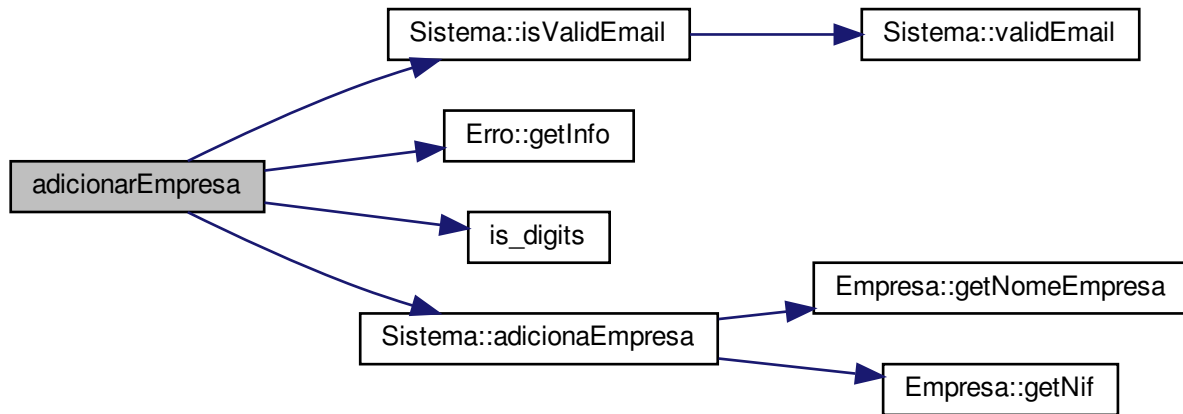 Sistema::isValidEmail
Sistema::validEmail
Erro::getInfo
adicionarEmpresa
is_digits
Empresa::getNomeEmpresa
Sistema::adicionaEmpresa
Empresa::getNif